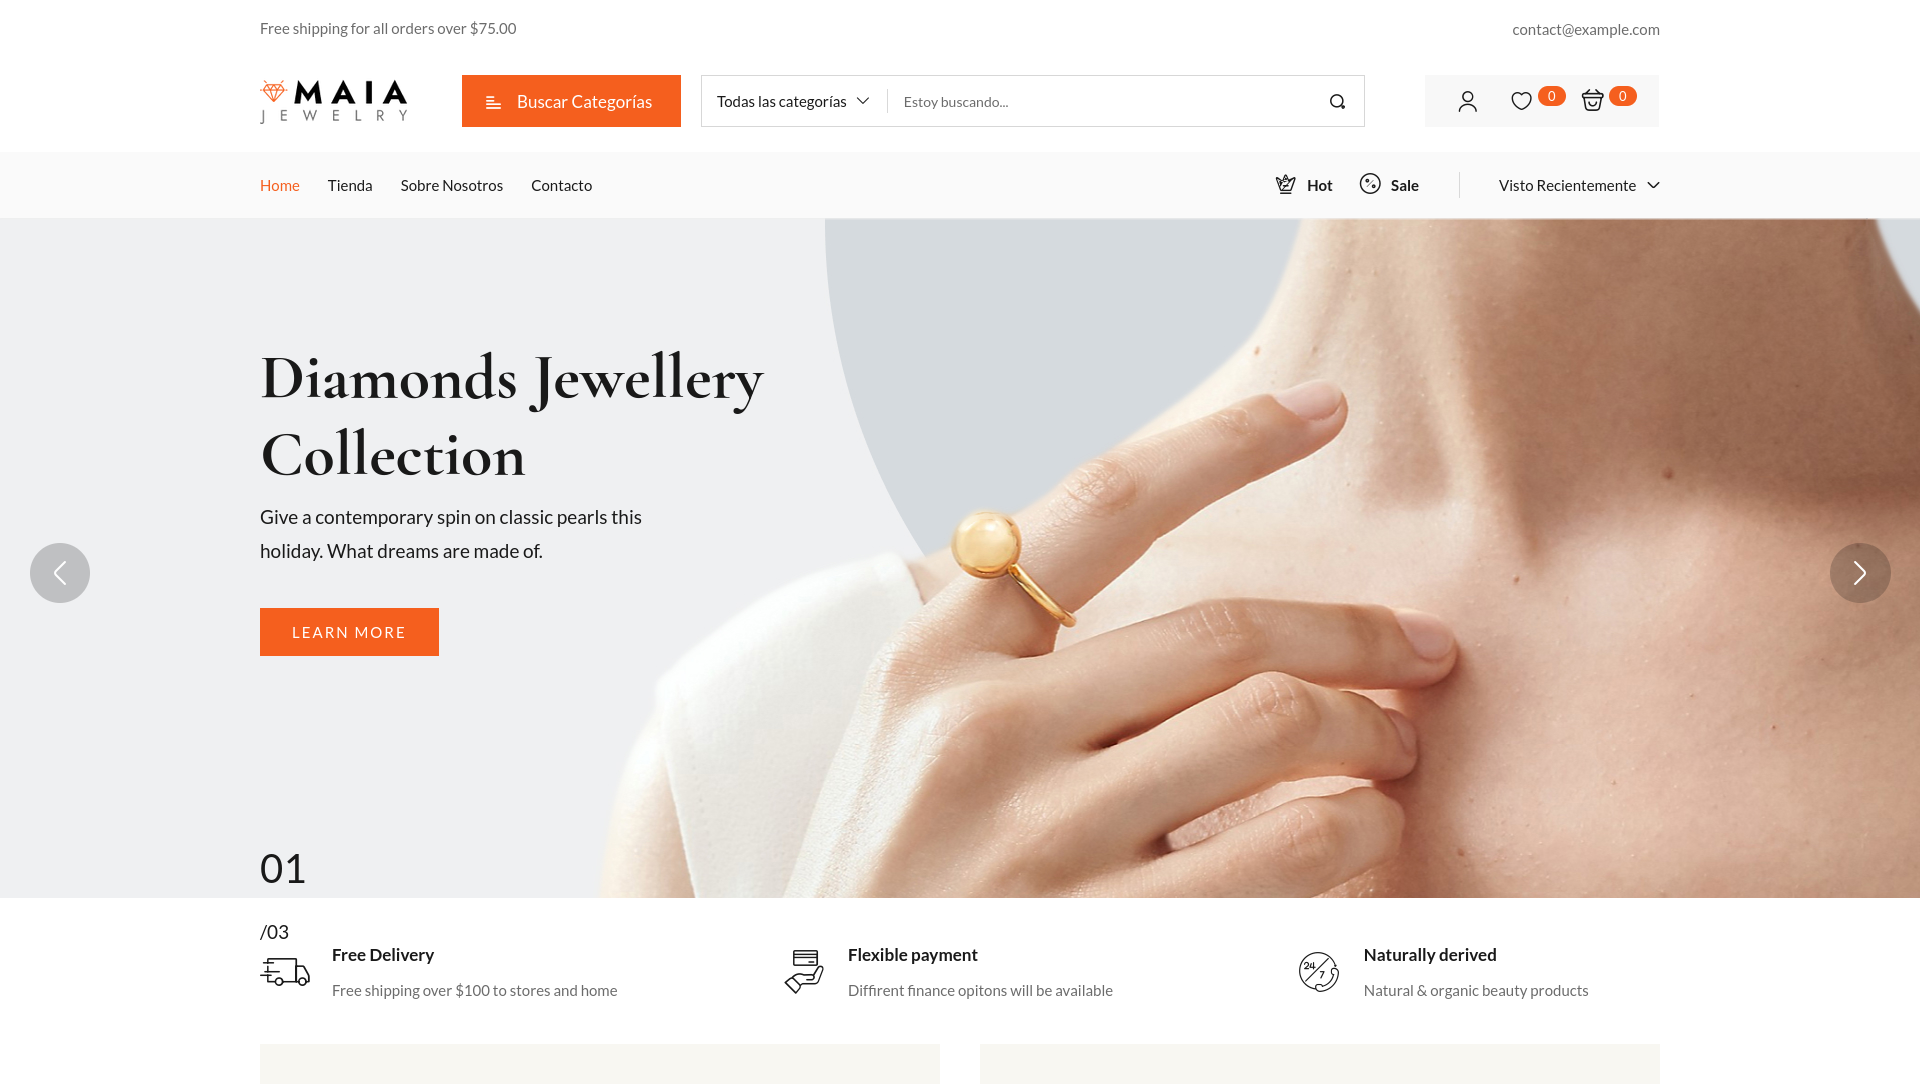 Free shipping for all orders over $75.00
contact@example.com
MAIA
JEWELRY
Buscar Categorías
Todas las categorías
Estoy buscando...
0
0
Home
Tienda
Sobre Nosotros
Contacto
Hot
Sale
Visto Recientemente
Diamonds Jewellery
Collection
Give a contemporary spin on classic pearls this
holiday. What dreams are made of.
LEARN MORE
01
/03
Free Delivery
Free shipping over $100 to stores and home
Flexible payment
Diffirent finance opitons will be available
24
7
Naturally derived
Natural & organic beauty products